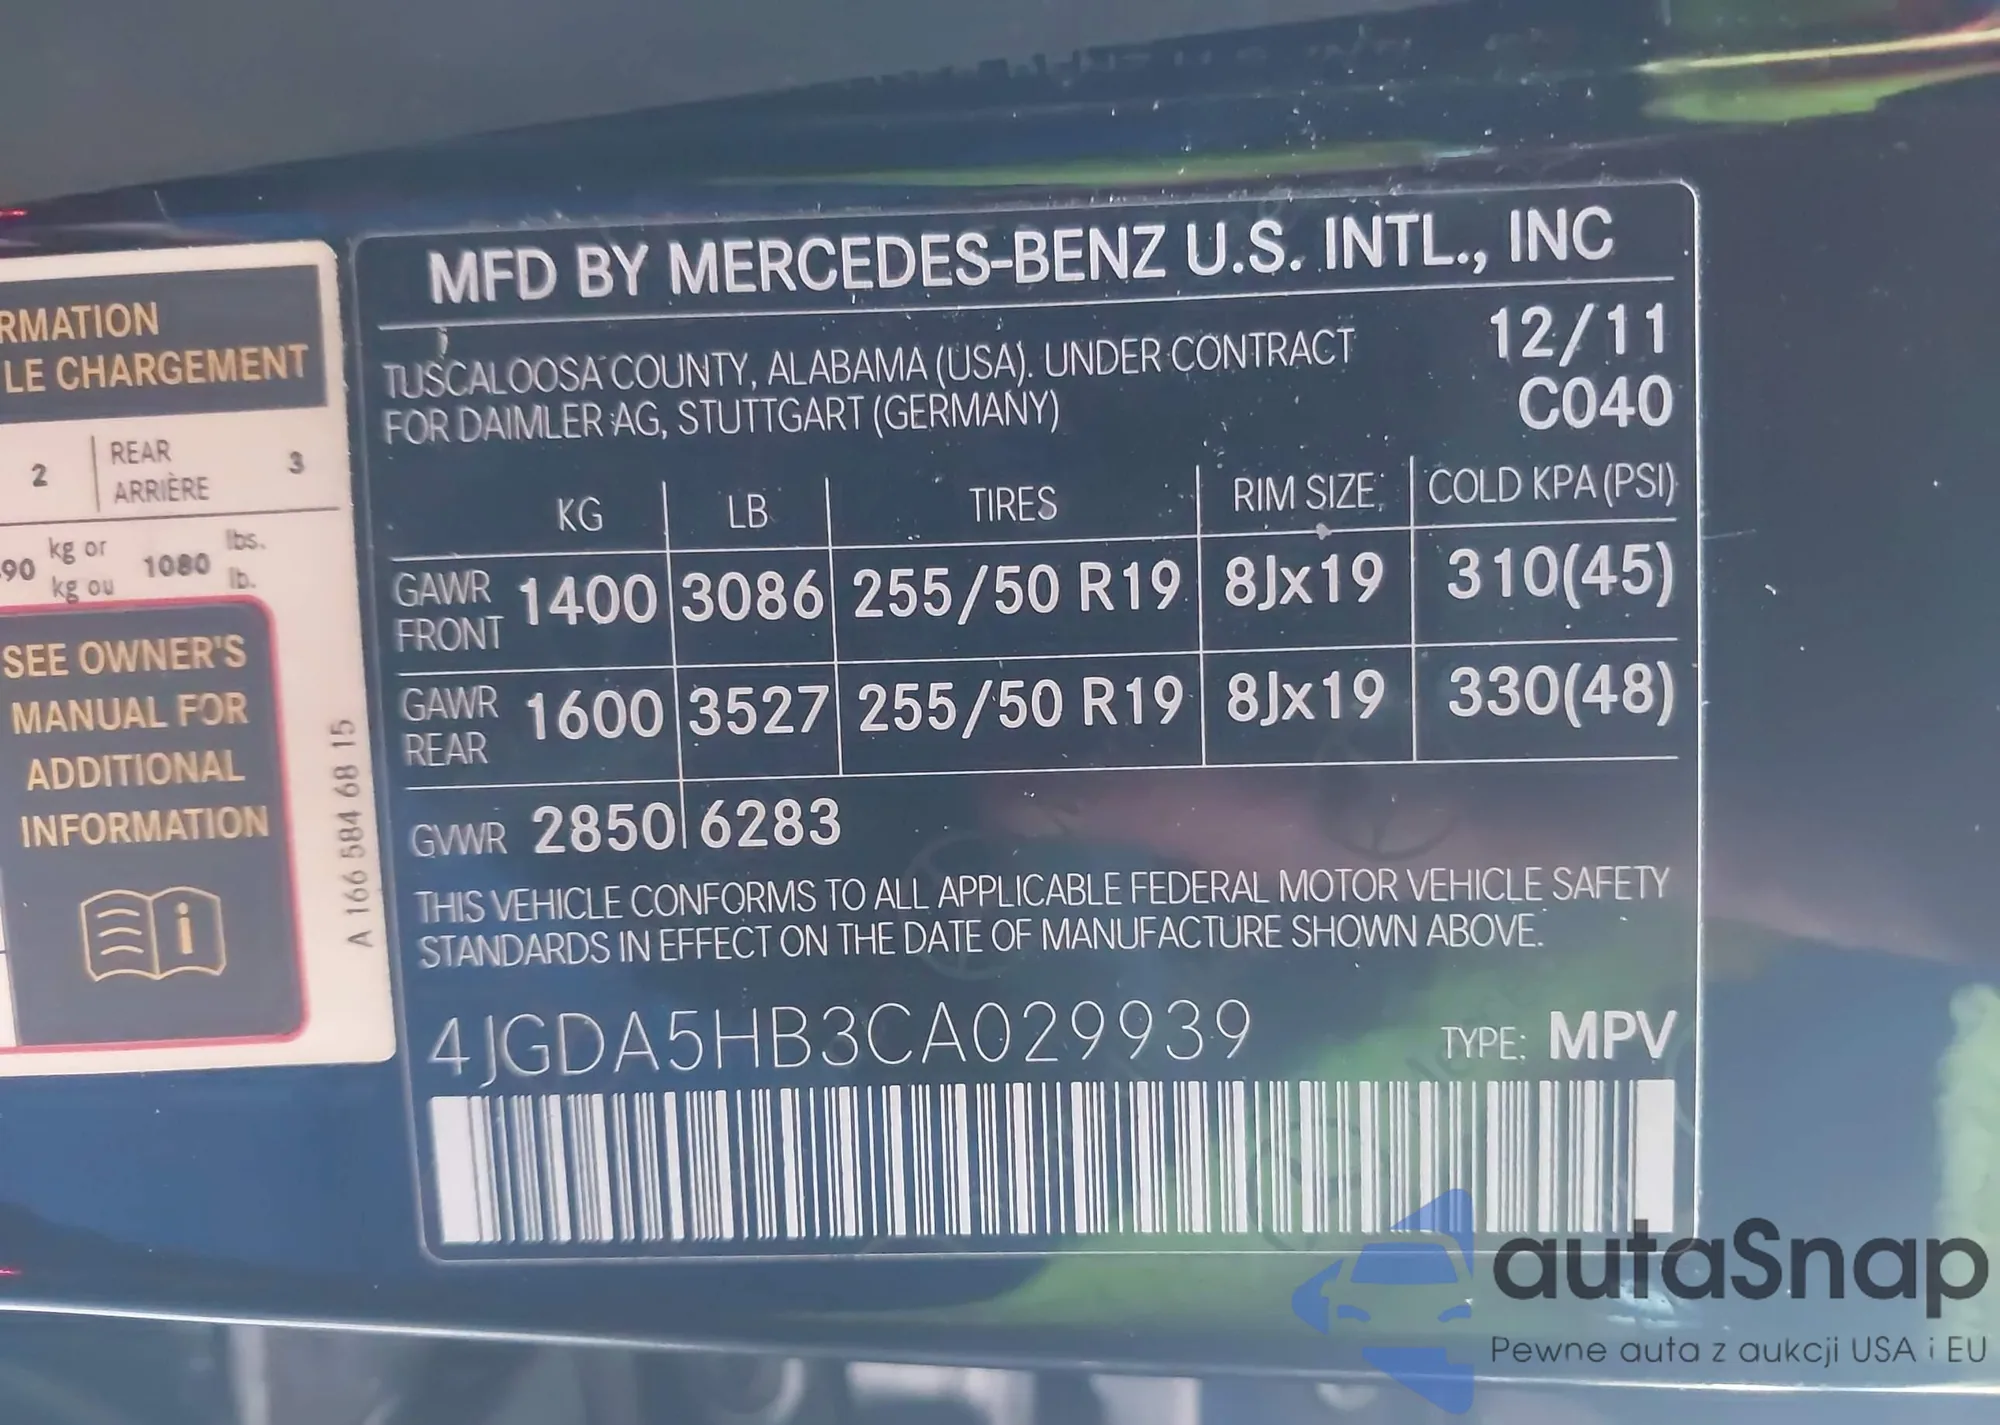 RMATION
LE CHARGEMENT
2 REAR ARRIÈRE 3
90 kg or kg ou 1080 lbs. lb.
SEE OWNER'S
MANUAL FOR
ADDITIONAL
INFORMATION
A 166 584 68 15
MFD BY MERCEDES-BENZ U.S. INTL., INC
TUSCALOOSA COUNTY, ALABAMA (USA). UNDER CONTRACT
FOR DAIMLER AG, STUTTGART (GERMANY)
12/11
C040
KG LB TIRES RIM SIZE COLD KPA (PSI)
GAWR FRONT 1400 3086 255/50 R19 8Jx19 310(45)
GAWR REAR 1600 3527 255/50 R19 8Jx19 330(48)
GVWR 2850 6283
THIS VEHICLE CONFORMS TO ALL APPLICABLE FEDERAL MOTOR VEHICLE SAFETY
STANDARDS IN EFFECT ON THE DATE OF MANUFACTURE SHOWN ABOVE.
4JGDA5HB3CA029939 TYPE: MPV
autaSnap
Pewne auta z aukcji USA i EU